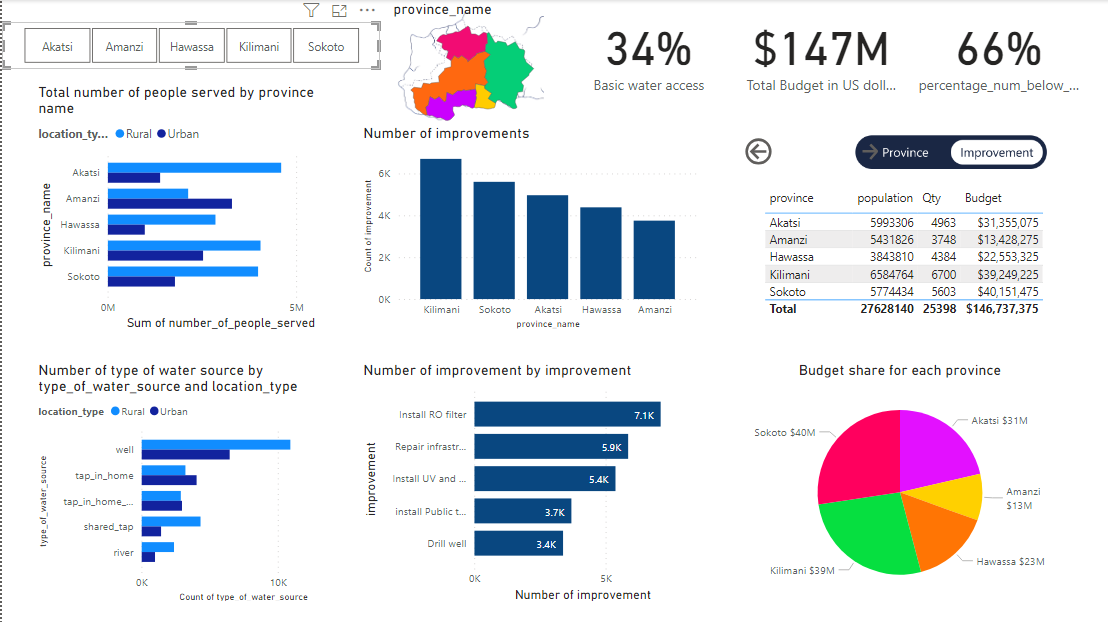 province_name
Akatsi Amanzi Hawassa Kilimani Sokoto
34%
Basic water access
$147M
Total Budget in US doll...
66%
percentage_num_below_...
Total number of people served by province
name
location_ty... Rural Urban
province_name
Akatsi
Amanzi
Hawassa
Kilimani
Sokoto
0M 5M
Sum of number_of_people_served
Number of improvements
Count of improvement
6K
4K
2K
0K
Kilimani Sokoto Akatsi Hawassa Amanzi
province_name
Province Improvement
province population Qty Budget
Akatsi 5993306 4963 $31,355,075
Amanzi 5431826 3748 $13,428,275
Hawassa 3843810 4384 $22,553,325
Kilimani 6584764 6700 $39,249,225
Sokoto 5774434 5603 $40,151,475
Total 27628140 25398 $146,737,375
Number of type of water source by
type_of_water_source and location_type
location_type Rural Urban
type_of_water_source
well
tap_in_home
tap_in_home_...
shared_tap
river
0K 10K
Count of type_of_water_source
Number of improvement by improvement
improvement
Install RO filter 7.1K
Repair infrastr... 5.9K
Install UV and ... 5.4K
install Public t... 3.7K
Drill well 3.4K
0K 5K
Number of improvement
Budget share for each province
Sokoto $40M
Akatsi $31M
Amanzi
$13M
Hawassa $23M
Kilimani $39M